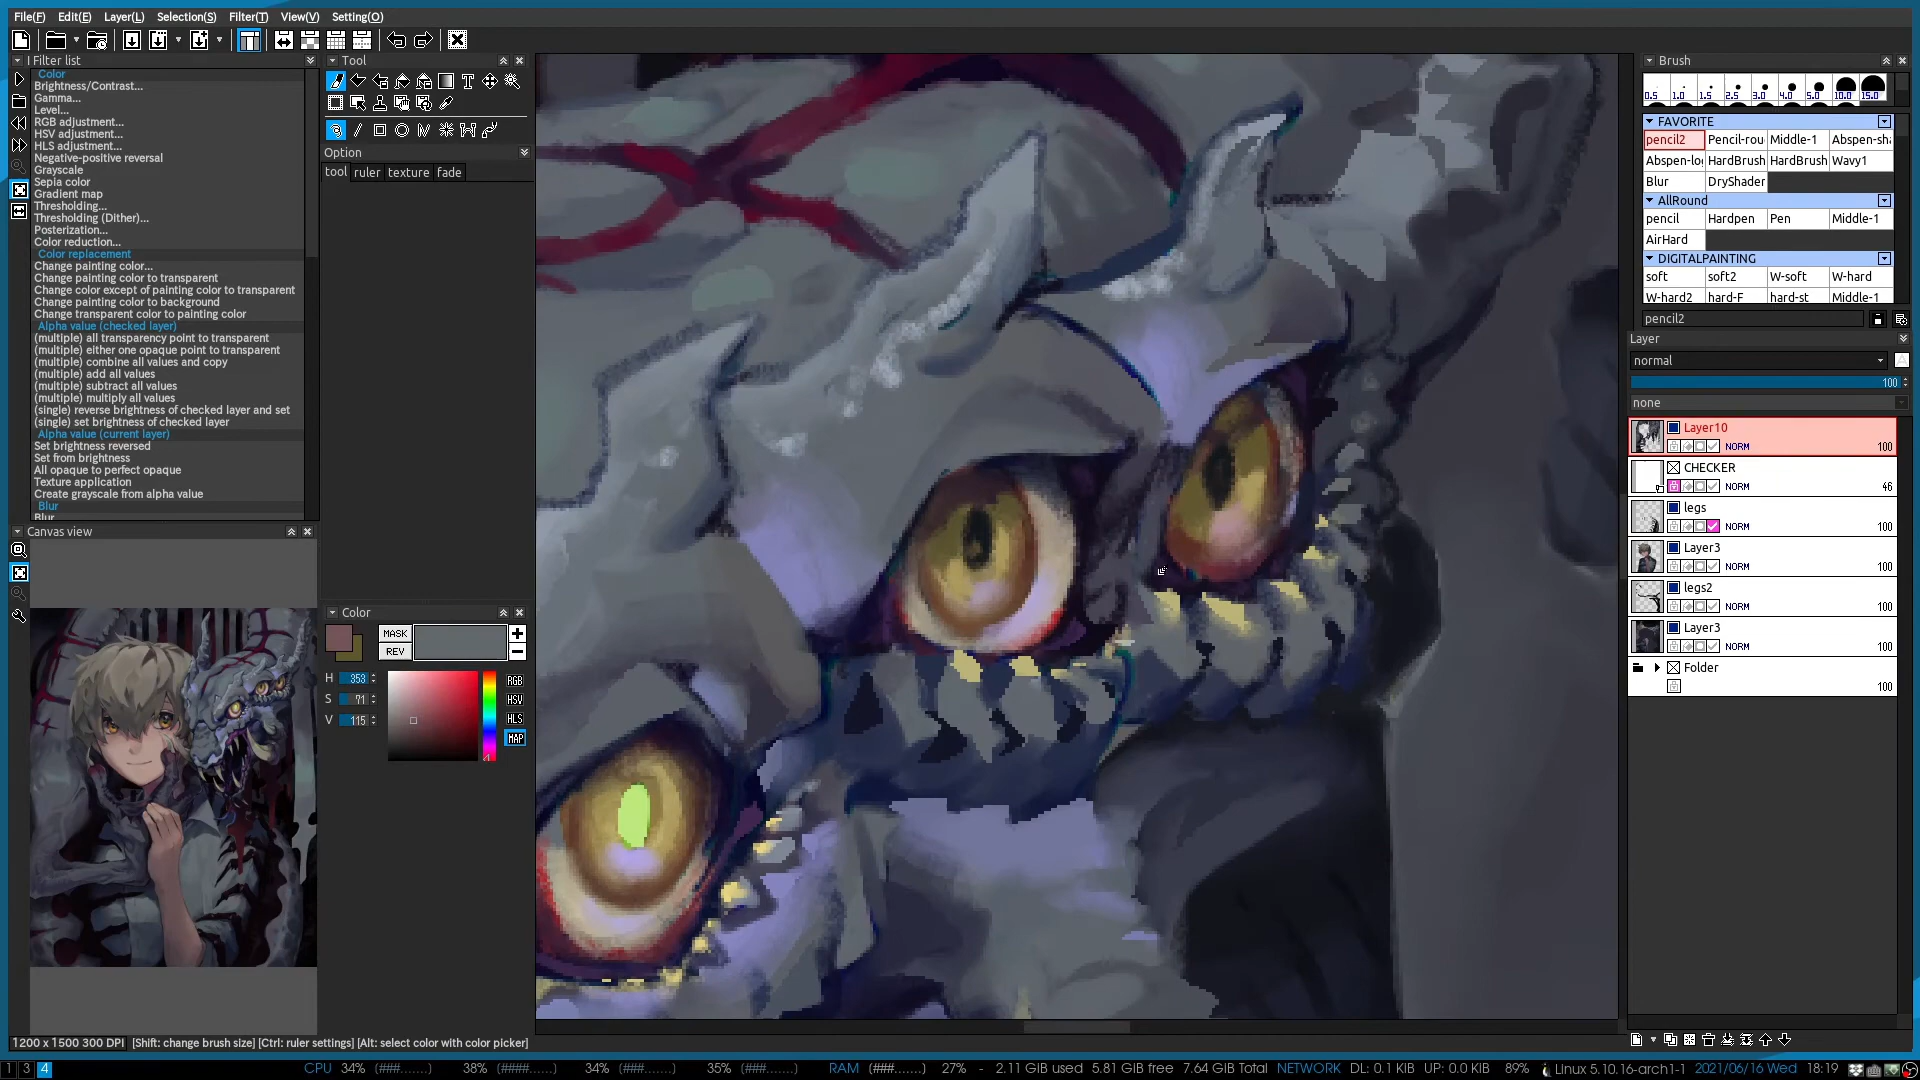 File(F) Edit(E) Layer(L) Selection(S) Filter(T) View(V) Setting(O)
Filter list
Color
Brightness/Contrast...
Gamma...
Level...
RGB adjustment...
HSV adjustment...
HLS adjustment...
Negative-positive reversal
Grayscale
Sepia color
Gradient map
Thresholding...
Thresholding (Dither)...
Posterization...
Color reduction...
Color replacement
Change painting color...
Change painting color to transparent
Change color except of painting color to transparent
Change painting color to background
Change transparent color to painting color
Alpha value (checked layer)
(multiple) all transparency point to transparent
(multiple) either one opaque point to transparent
(multiple) combine all values and copy
(multiple) add all values
(multiple) subtract all values
(multiple) multiply all values
(single) reverse brightness of checked layer and set
(single) set brightness of checked layer
Alpha value (current layer)
Set brightness reversed
Set from brightness
All opaque to perfect opaque
Texture application
Create grayscale from alpha value
Blur
Blur
Canvas view
Tool
T
Option
tool ruler texture fade
Color
MASK
REV
H 353
S 71
V 115
RGB
HSV
HLS
MAP
Brush
0.5 1.0 1.5 2.5 3.0 4.0 5.0 10.0 15.0
FAVORITE
pencil2 Pencil-rou Middle-1 Abspen-sha
Abspen-lo HardBrush HardBrush Wavy1
Blur DryShader
AllRound
pencil Hardpen Pen Middle-1
AirHard
DIGITALPAINTING
soft soft2 W-soft W-hard
W-hard2 hard-F hard-st Middle-1
pencil2
Layer
normal
100
none
Layer10
NORM 100
CHECKER
NORM 46
legs
NORM 100
Layer3
NORM 100
legs2
NORM 100
Layer3
NORM 100
Folder
100
1200 x 1500 300 DPI [Shift: change brush size] [Ctrl: ruler settings] [Alt: select color with color picker]
1 3 4 CPU 34% (###.......) 38% (####......) 34% (###.......) 35% (###.......) RAM (###.......) 27% - 2.11 GIB used 5.81 GIB free 7.64 GIB Total NETWORK DL: 0.1 KIB UP: 0.0 KIB 89% Linux 5.10.16-arch1-1 2021/06/16 Wed 18:19